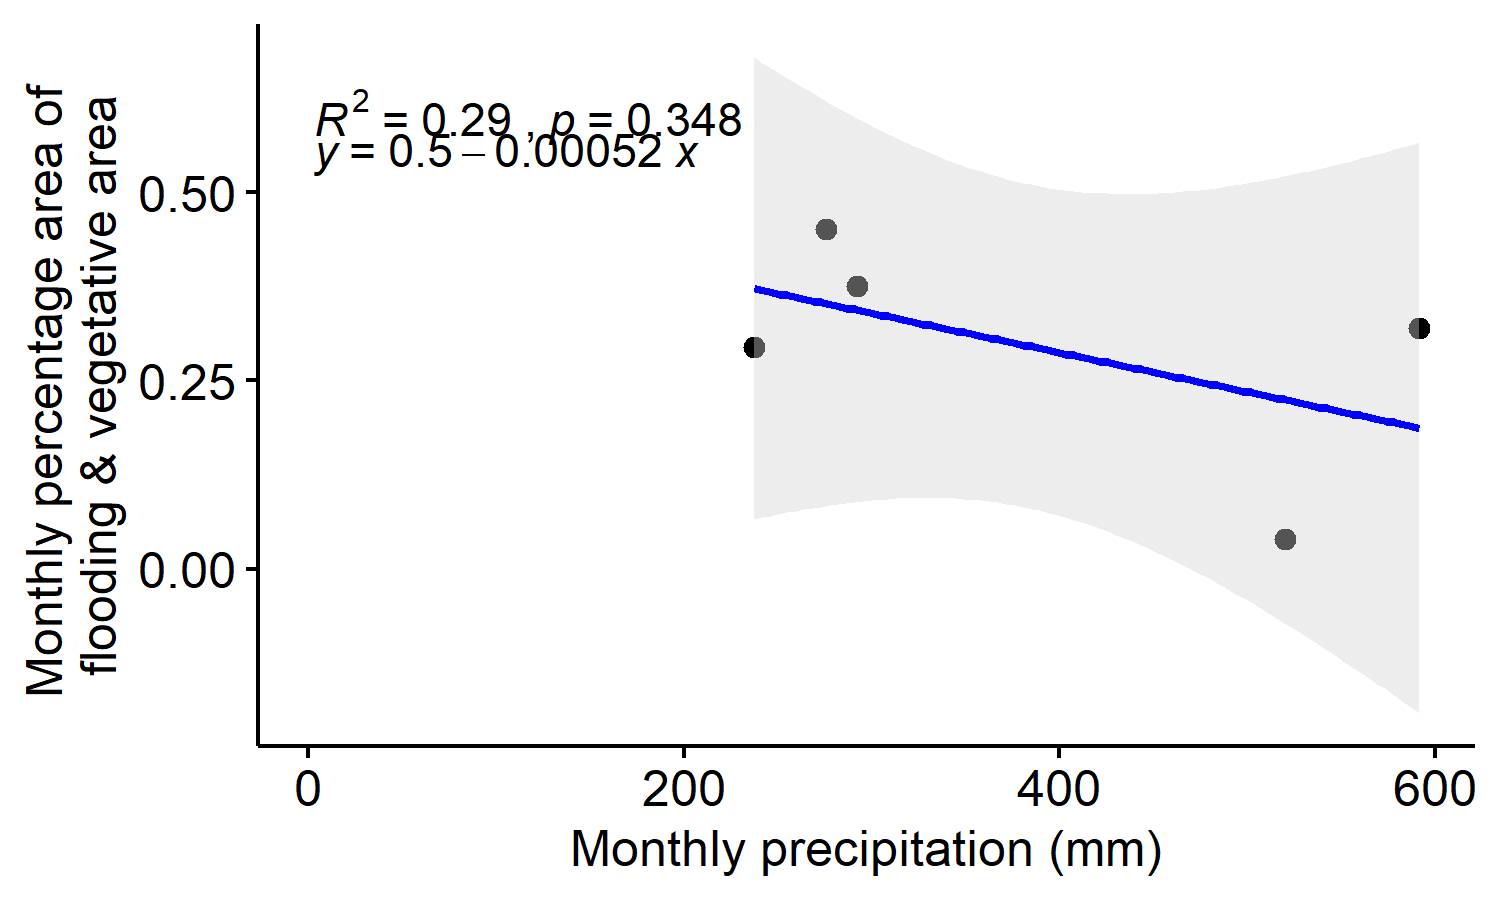 Monthly percentage area of
flooding & vegetative area
R² = 0.29 , p = 0.348
y = 0.5 − 0.00052 x
0.50
0.25
0.00
0 200 400 600
Monthly precipitation (mm)